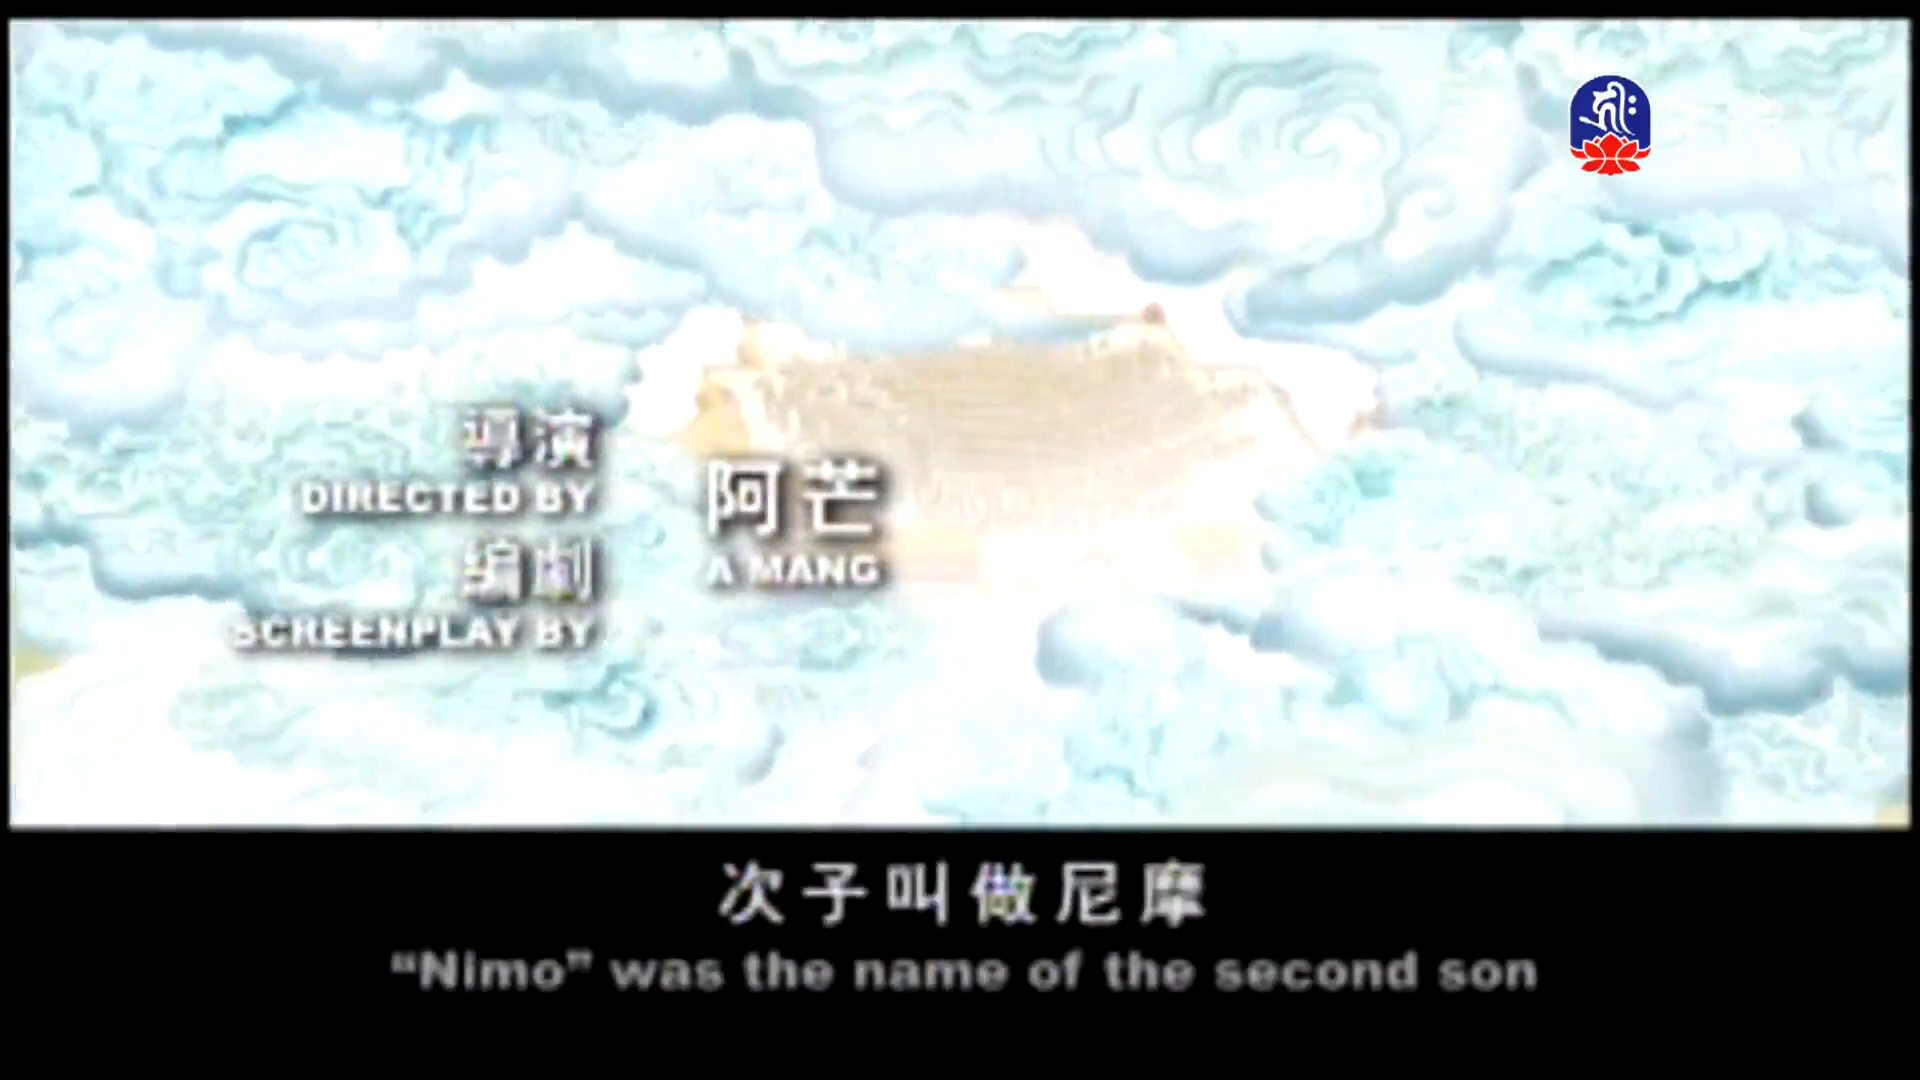 導演
DIRECTED BY
编劇
SCREENPLAY BY
阿芒
A MANG
次子叫做尼摩
“Nimo” was the name of the second son